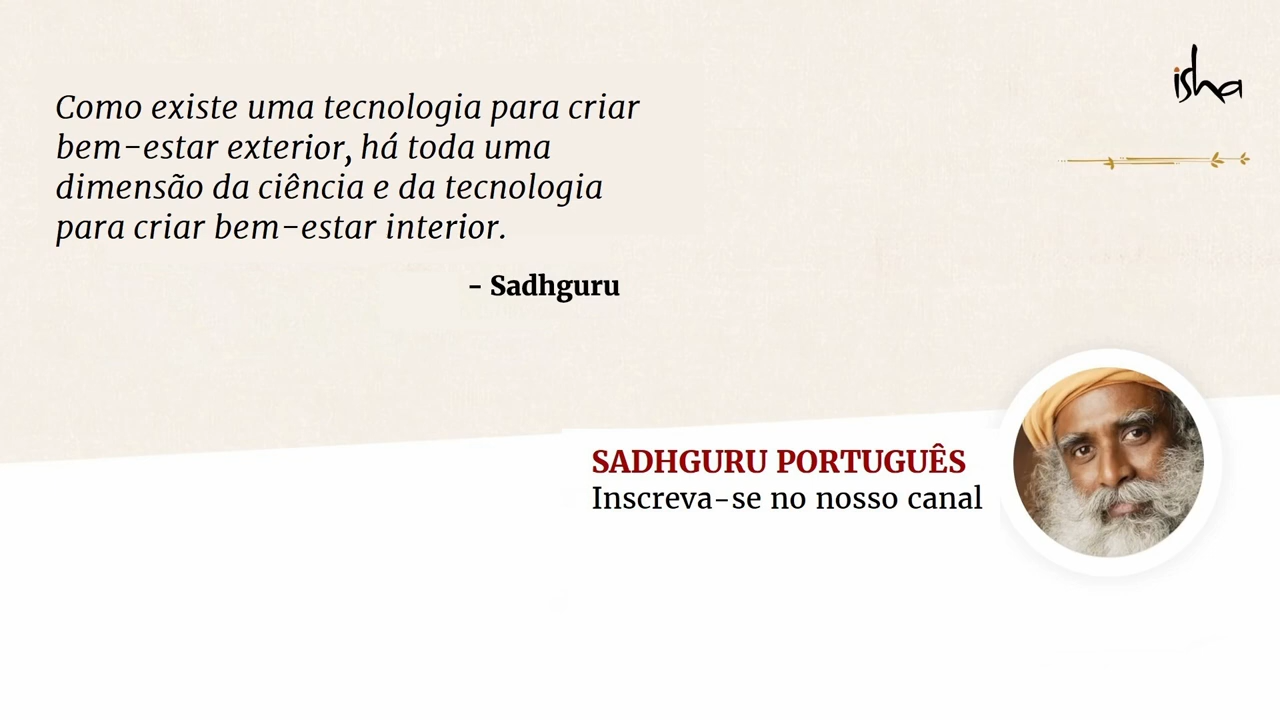 Como existe uma tecnologia para criar
bem-estar exterior, há toda uma
dimensão da ciência e da tecnologia
para criar bem-estar interior.
- Sadhguru
isha
SADHGURU PORTUGUÊS
Inscreva-se no nosso canal